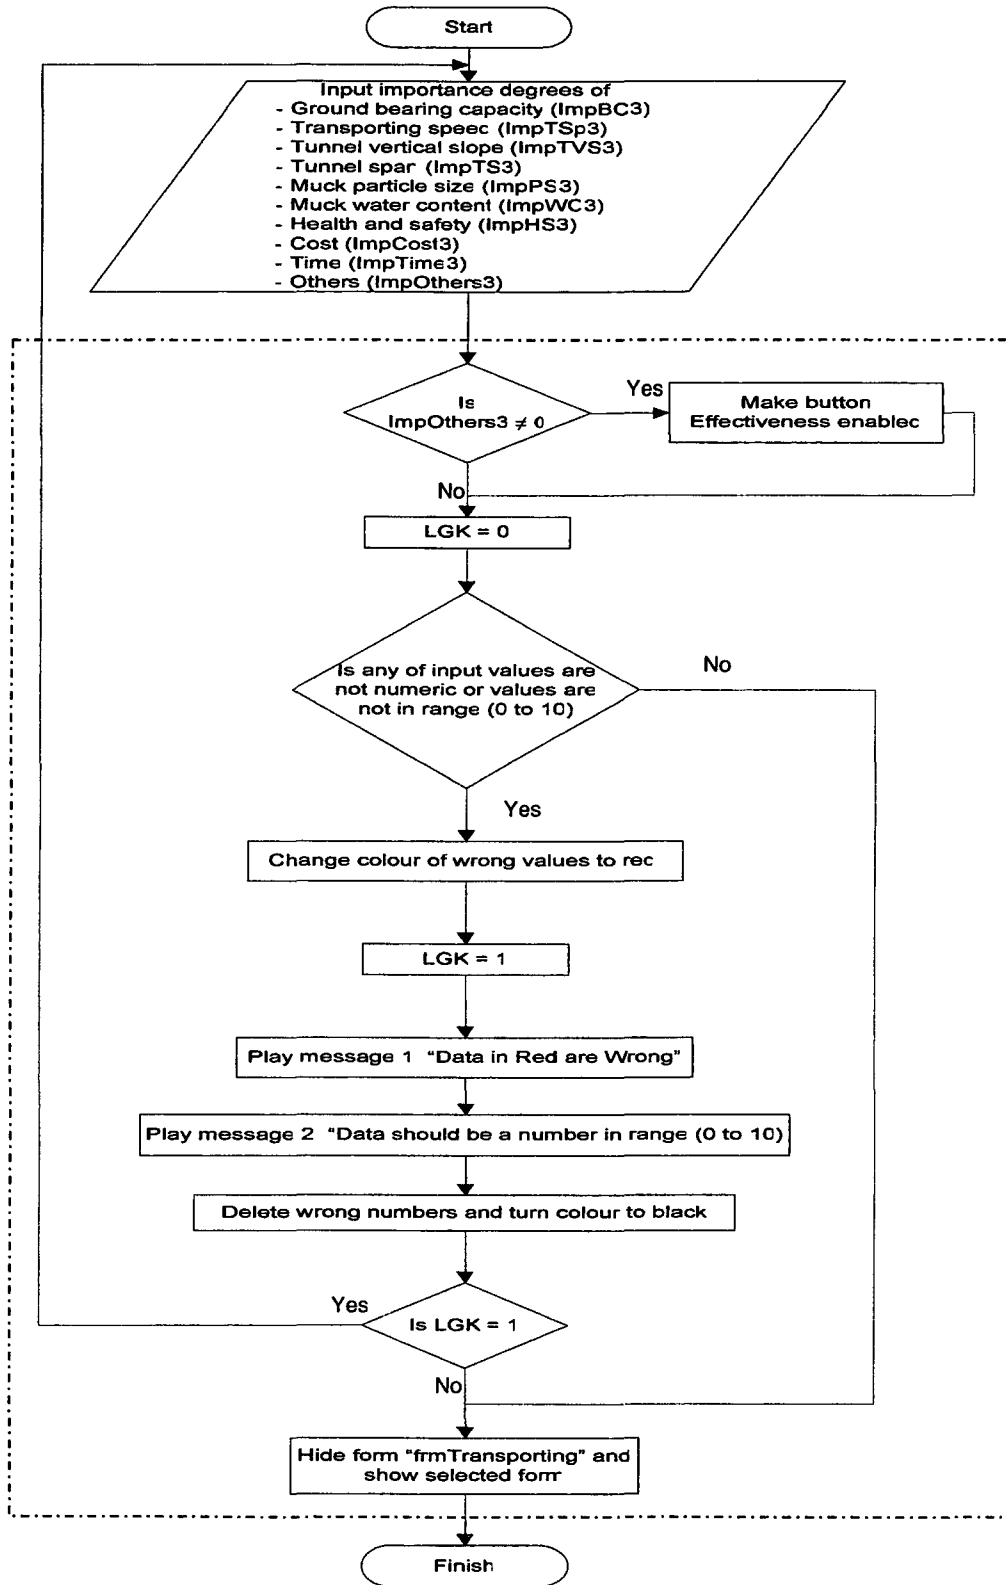 Start
Input importance degrees of
- Ground bearing capacity (ImpBC3)
- Transporting speed (ImpTSp3)
- Tunnel vertical slope (ImpTVS3)
- Tunnel span (ImpTS3)
- Muck particle size (ImpPS3)
- Muck water content (ImpWC3)
- Health and safety (ImpHS3)
- Cost (ImpCost3)
- Time (ImpTime3)
- Others (ImpOthers3)
Is
ImpOthers3 ≠ 0
Yes
Make button
Effectiveness enabled
No
LGK = 0
Is any of input values are
not numeric or values are
not in range (0 to 10)
No
Yes
Change colour of wrong values to red
LGK = 1
Play message 1 "Data in Red are Wrong"
Play message 2 "Data should be a number in range (0 to 10)
Delete wrong numbers and turn colour to black
Yes
Is LGK = 1
No
Hide form "frmTransporting" and
show selected form
Finish